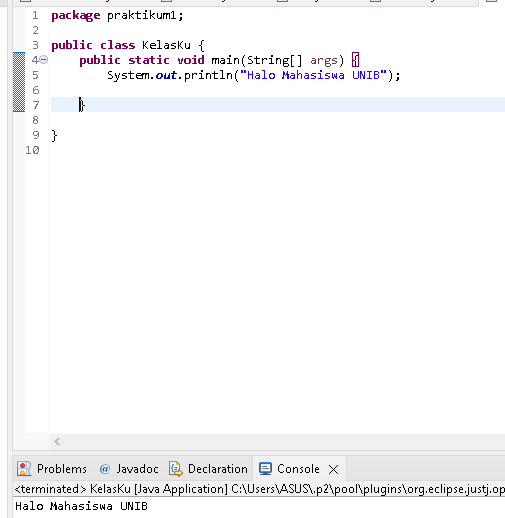 1 package praktikum1;
2
3 public class KelasKu {
4 public static void main(String[] args) {
5 System.out.println("Halo Mahasiswa UNIB");
6
7 }
8
9 }
10
Problems @ Javadoc Declaration Console
<terminated> KelasKu [Java Application] C:\Users\ASUS\.p2\pool\plugins\org.eclipse.justj.op
Halo Mahasiswa UNIB